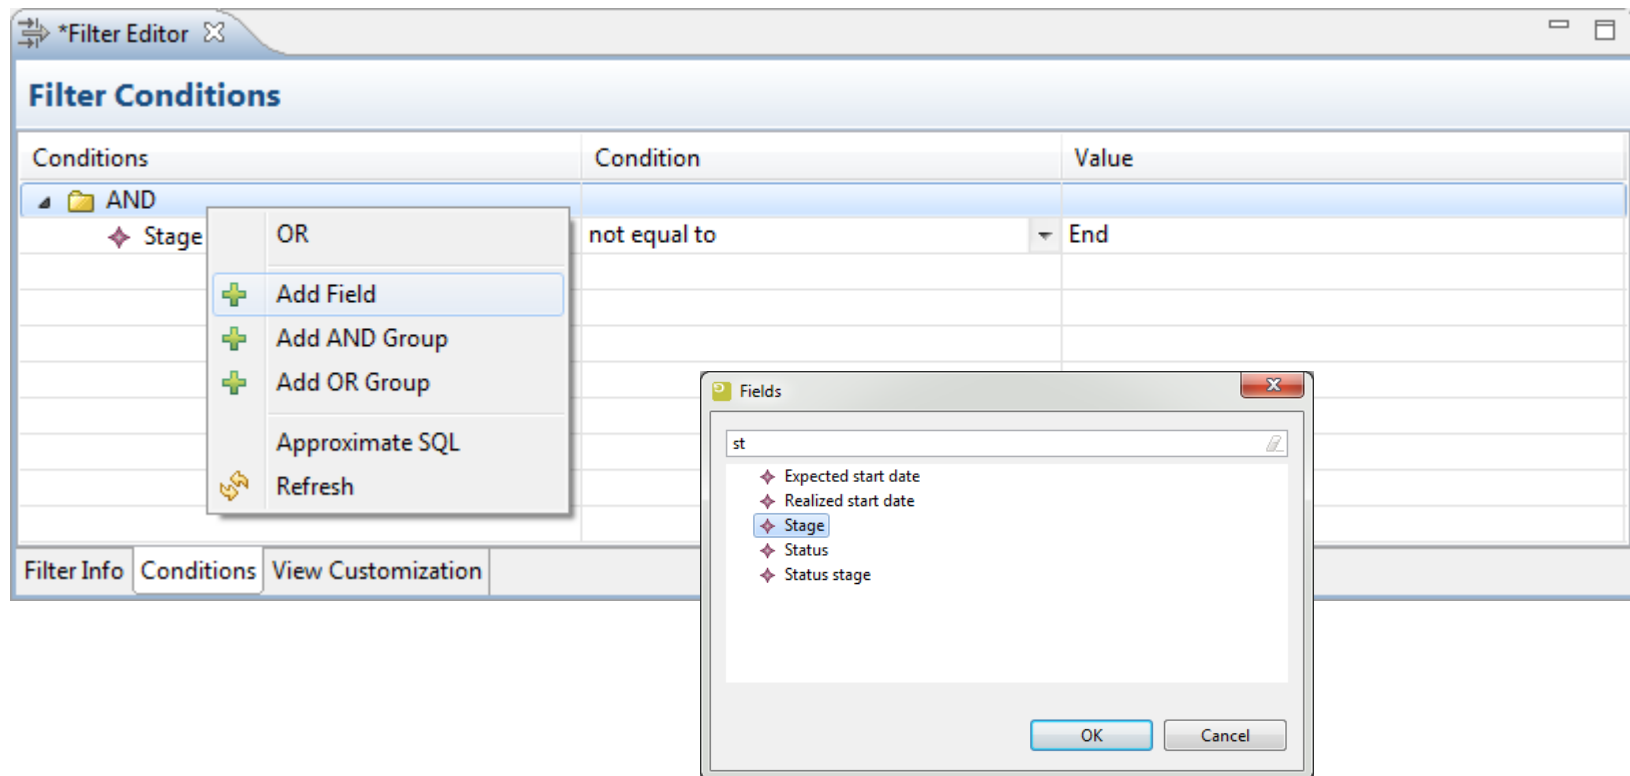 *Filter Editor
Filter Conditions
Conditions Condition Value
AND
Stage not equal to End
OR
Add Field
Add AND Group
Add OR Group
Approximate SQL
Refresh
Filter Info Conditions View Customization
Fields
st
Expected start date
Realized start date
Stage
Status
Status stage
OK Cancel